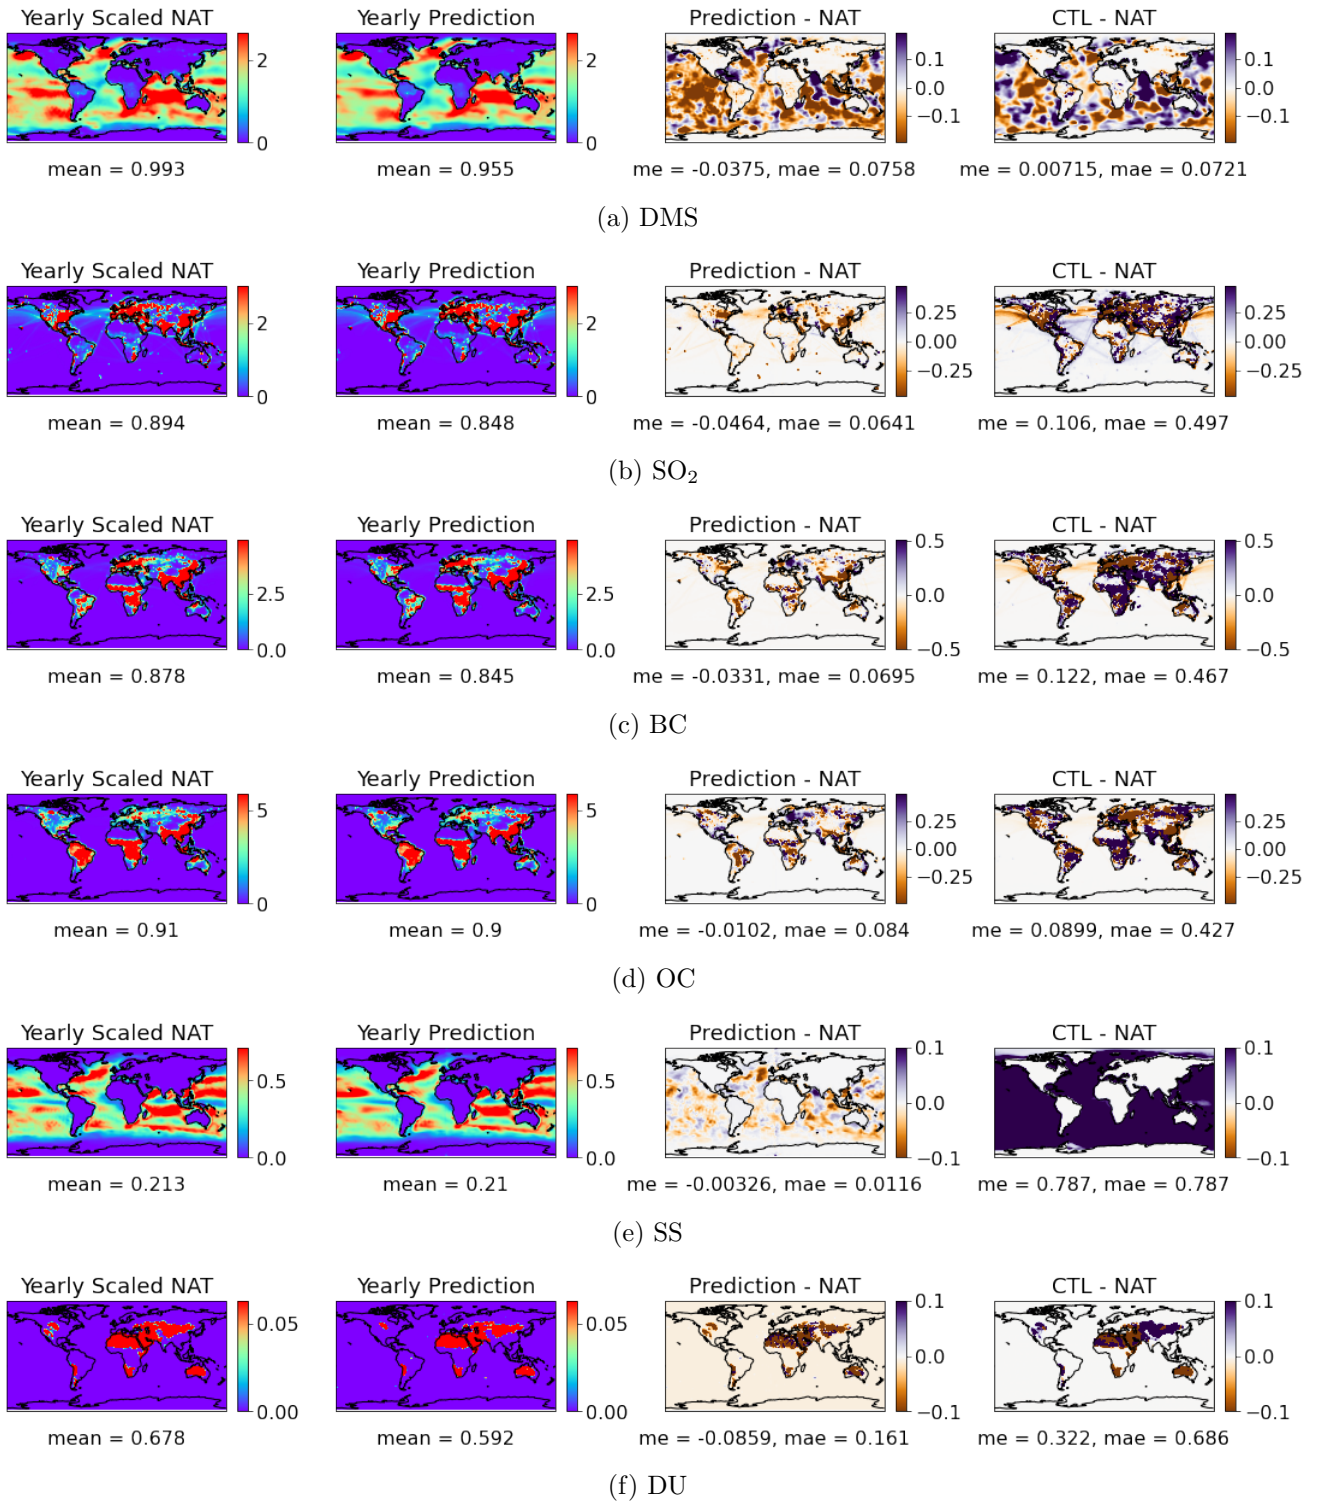 Yearly Scaled NAT Yearly Prediction Prediction - NAT CTL - NAT
2 2 0.1 0.1
0.0 0.0
−0.1 −0.1
0 0
mean = 0.993 mean = 0.955 me = -0.0375, mae = 0.0758 me = 0.00715, mae = 0.0721
(a) DMS
Yearly Scaled NAT Yearly Prediction Prediction - NAT CTL - NAT
2 2 0.25 0.25
0.00 0.00
−0.25 −0.25
0 0
mean = 0.894 mean = 0.848 me = -0.0464, mae = 0.0641 me = 0.106, mae = 0.497
(b) SO₂
Yearly Scaled NAT Yearly Prediction Prediction - NAT CTL - NAT
0.5 0.5
2.5 2.5 0.0 0.0
0.0 0.0 −0.5 −0.5
mean = 0.878 mean = 0.845 me = -0.0331, mae = 0.0695 me = 0.122, mae = 0.467
(c) BC
Yearly Scaled NAT Yearly Prediction Prediction - NAT CTL - NAT
5 5 0.25 0.25
0.00 0.00
−0.25 −0.25
0 0
mean = 0.91 mean = 0.9 me = -0.0102, mae = 0.084 me = 0.0899, mae = 0.427
(d) OC
Yearly Scaled NAT Yearly Prediction Prediction - NAT CTL - NAT
0.1 0.1
0.5 0.5 0.0 0.0
0.0 0.0 −0.1 −0.1
mean = 0.213 mean = 0.21 me = -0.00326, mae = 0.0116 me = 0.787, mae = 0.787
(e) SS
Yearly Scaled NAT Yearly Prediction Prediction - NAT CTL - NAT
0.1 0.1
0.05 0.05 0.0 0.0
0.00 0.00 −0.1 −0.1
mean = 0.678 mean = 0.592 me = -0.0859, mae = 0.161 me = 0.322, mae = 0.686
(f) DU